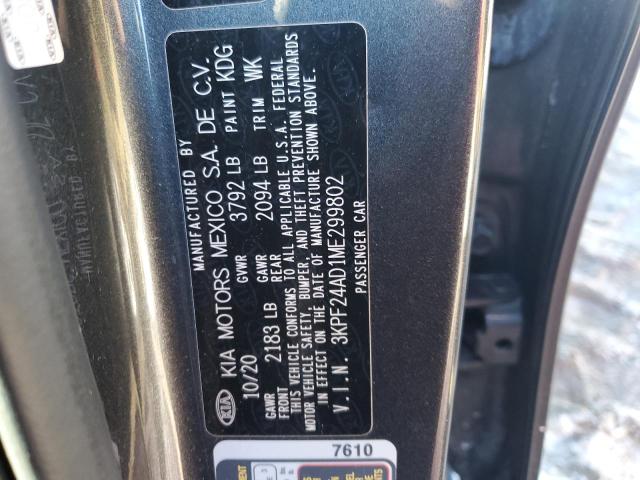 MANUFACTURED BY
KIA KIA MOTORS MEXICO S.A. DE C.V.
10/20 GVWR 3792 LB PAINT KDG
GAWR FRONT 2183 LB GAWR REAR 2094 LB TRIM WK
THIS VEHICLE CONFORMS TO ALL APPLICABLE U.S.A. FEDERAL
MOTOR VEHICLE SAFETY, BUMPER, AND THEFT PREVENTION STANDARDS
IN EFFECT ON THE DATE OF MANUFACTURE SHOWN ABOVE.
V.I.N. 3KPF24AD1ME299802
PASSENGER CAR
7610